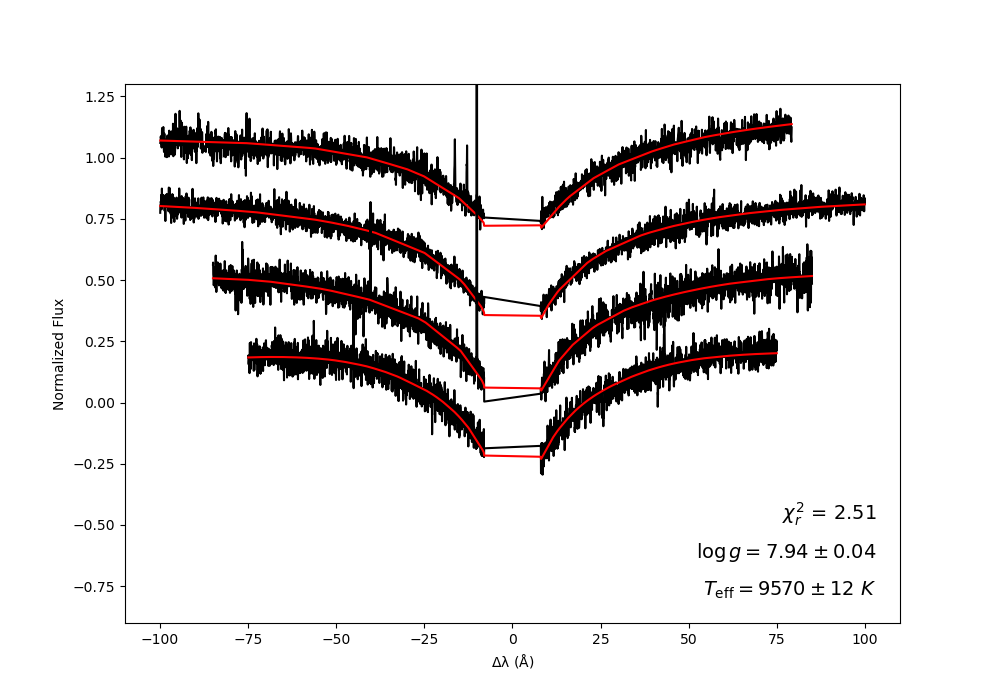 1.25
1.00
0.75
0.50
0.25
0.00
−0.25
−0.50
−0.75
Normalized Flux
χ²ᵣ = 2.51
log g = 7.94 ± 0.04
T_eff = 9570 ± 12 K
−100 −75 −50 −25 0 25 50 75 100
Δλ (Å)